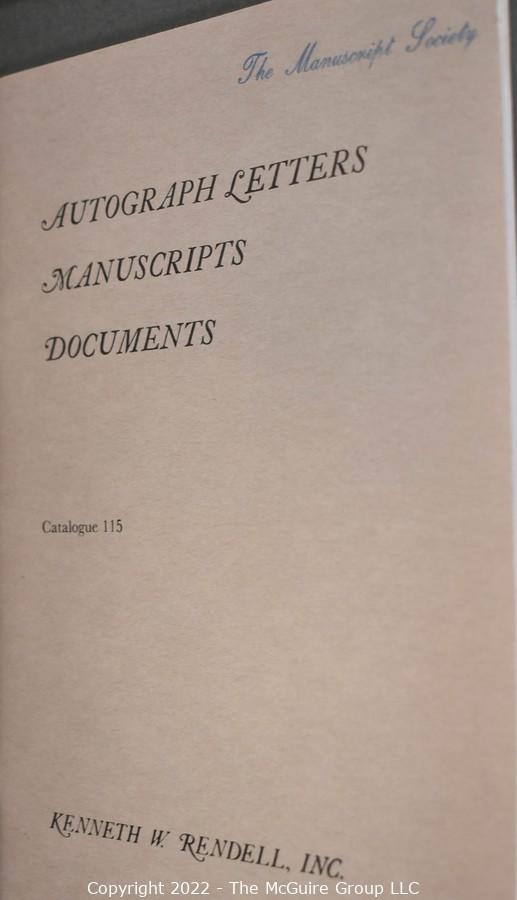 The Manuscript Society
AUTOGRAPH LETTERS
MANUSCRIPTS
DOCUMENTS
Catalogue 115
KENNETH W. RENDELL, INC.
Copyright 2022 - The McGuire Group LLC